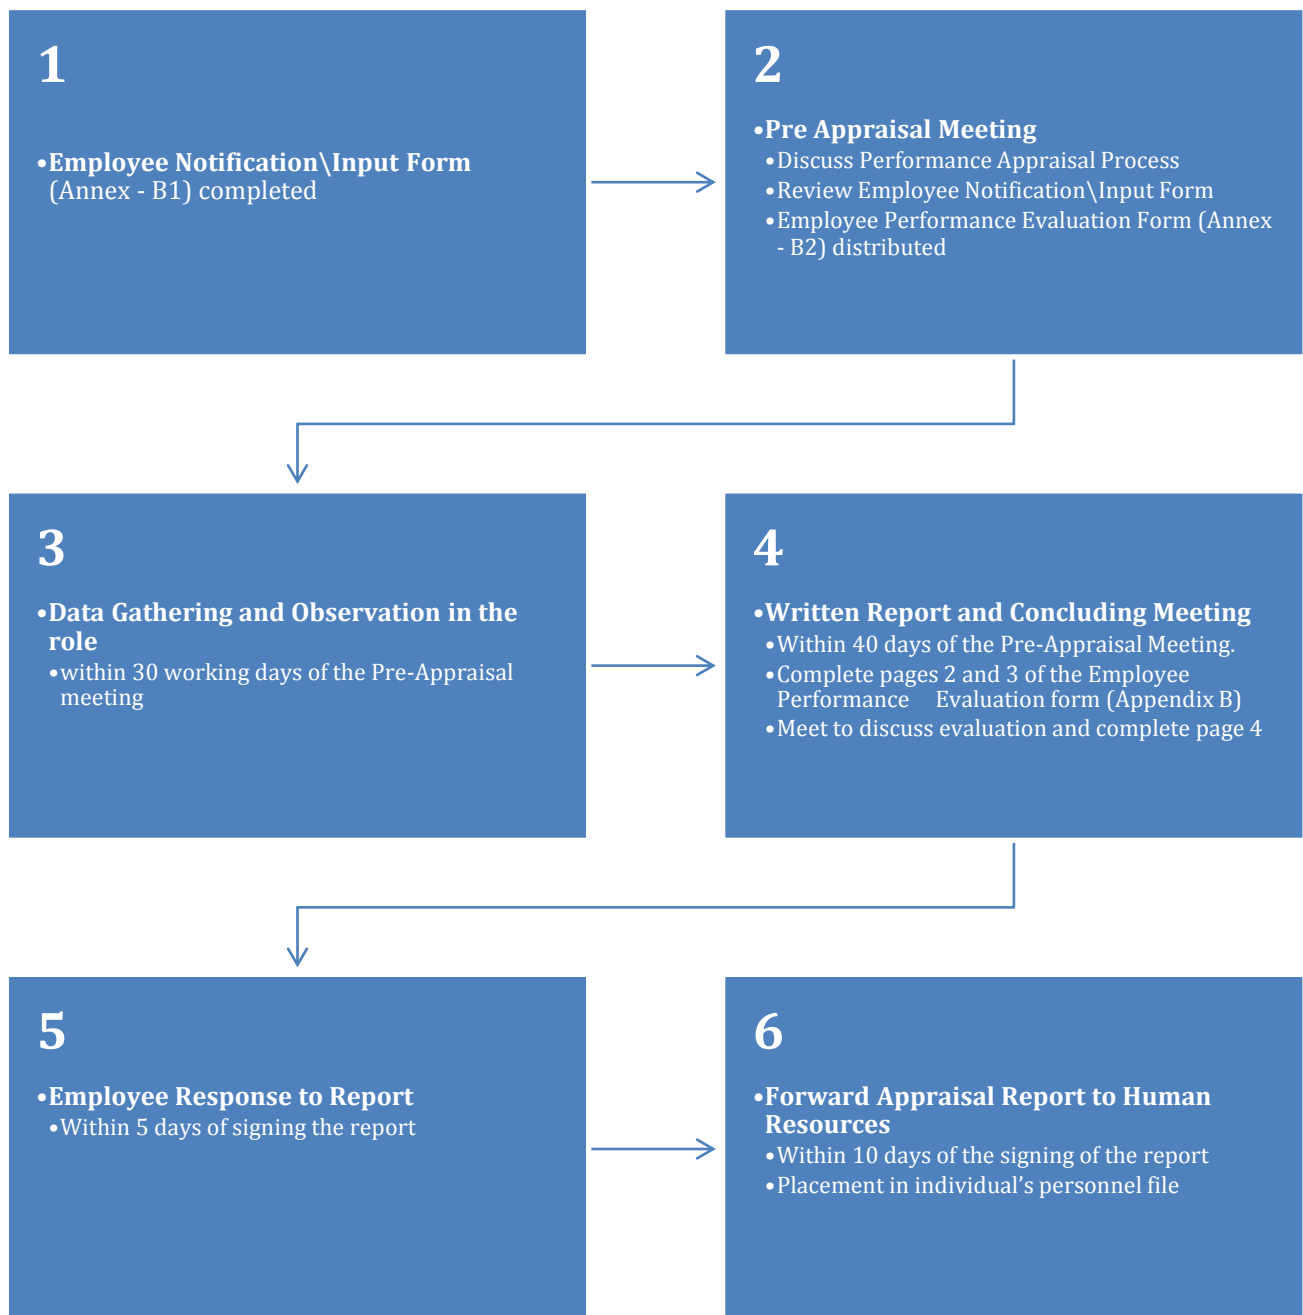 1
•Employee Notification\Input Form
(Annex - B1) completed
2
•Pre Appraisal Meeting
•Discuss Performance Appraisal Process
•Review Employee Notification\Input Form
•Employee Performance Evaluation Form (Annex
- B2) distributed
3
•Data Gathering and Observation in the
role
•within 30 working days of the Pre-Appraisal
meeting
4
•Written Report and Concluding Meeting
•Within 40 days of the Pre-Appraisal Meeting.
•Complete pages 2 and 3 of the Employee
Performance    Evaluation form (Appendix B)
•Meet to discuss evaluation and complete page 4
5
•Employee Response to Report
•Within 5 days of signing the report
6
•Forward Appraisal Report to Human
Resources
•Within 10 days of the signing of the report
•Placement in individual’s personnel file